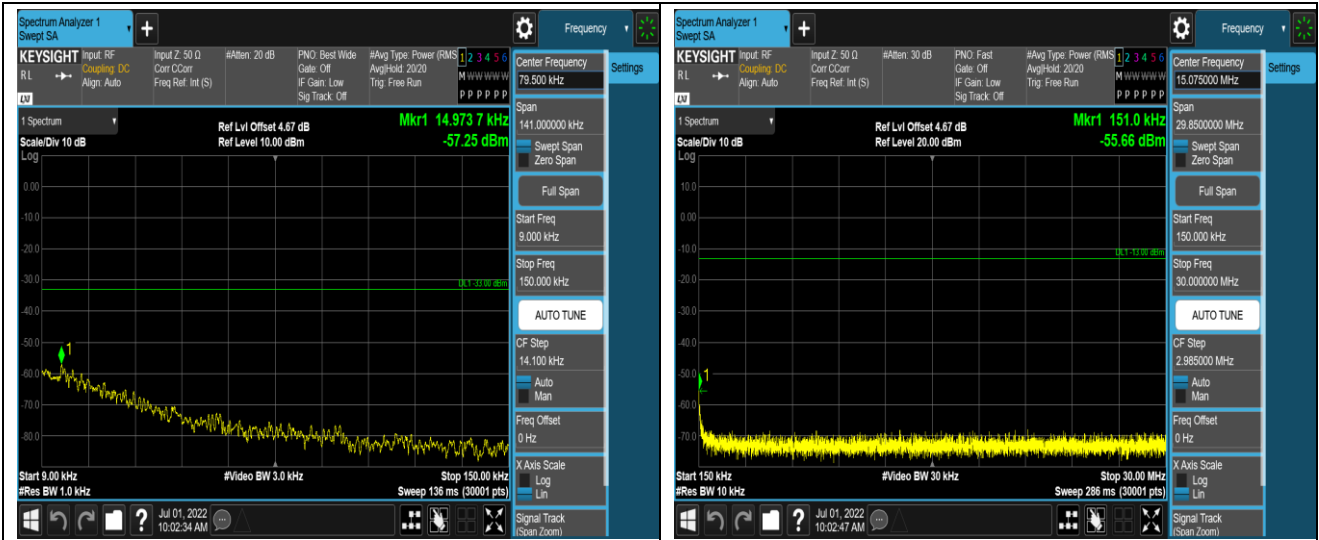 Spectrum Analyzer 1
Swept SA
+
Frequency
KEYSIGHT
RL
LXI
Input: RF
Coupling: DC
Align: Auto
Input Z: 50 Ω
Corr CCorr
Freq Ref: Int (S)
#Atten: 20 dB
PNO: Best Wide
Gate: Off
IF Gain: Low
Sig Track: Off
#Avg Type: Power (RMS
Avg|Hold: 20/20
Trig: Free Run
1 2 3 4 5 6
M W W W W W
P P P P P P
Center Frequency
79.500 kHz
Settings
Span
141.000000 kHz
Swept Span
Zero Span
Full Span
Start Freq
9.000 kHz
Stop Freq
150.000 kHz
AUTO TUNE
CF Step
14.100 kHz
Auto
Man
Freq Offset
0 Hz
X Axis Scale
Log
Lin
Signal Track
(Span Zoom)
1 Spectrum
Scale/Div 10 dB
Log
Ref Lvl Offset 4.67 dB
Ref Level 10.00 dBm
Mkr1 14.973 7 kHz
-57.25 dBm
0.00
-10.0
-20.0
-30.0
DL1 -33.00 dBm
-40.0
-50.0
1
-60.0
-70.0
-80.0
Start 9.00 kHz
#Video BW 3.0 kHz
Stop 150.00 kHz
#Res BW 1.0 kHz
Sweep 136 ms (30001 pts)
?
Jul 01, 2022
10:02:34 AM
Spectrum Analyzer 1
Swept SA
+
Frequency
KEYSIGHT
RL
LXI
Input: RF
Coupling: DC
Align: Auto
Input Z: 50 Ω
Corr CCorr
Freq Ref: Int (S)
#Atten: 30 dB
PNO: Fast
Gate: Off
IF Gain: Low
Sig Track: Off
#Avg Type: Power (RMS
Avg|Hold: 20/20
Trig: Free Run
1 2 3 4 5 6
M W W W W W
P P P P P P
Center Frequency
15.075000 MHz
Settings
Span
29.8500000 MHz
Swept Span
Zero Span
Full Span
Start Freq
150.000 kHz
Stop Freq
30.000000 MHz
AUTO TUNE
CF Step
2.985000 MHz
Auto
Man
Freq Offset
0 Hz
X Axis Scale
Log
Lin
Signal Track
(Span Zoom)
1 Spectrum
Scale/Div 10 dB
Log
Ref Lvl Offset 4.67 dB
Ref Level 20.00 dBm
Mkr1 151.0 kHz
-55.66 dBm
10.0
0.00
-10.0
DL1 -13.00 dBm
-20.0
-30.0
-40.0
-50.0
1
-60.0
-70.0
Start 150 kHz
#Video BW 30 kHz
Stop 30.00 MHz
#Res BW 10 kHz
Sweep 286 ms (30001 pts)
?
Jul 01, 2022
10:02:47 AM